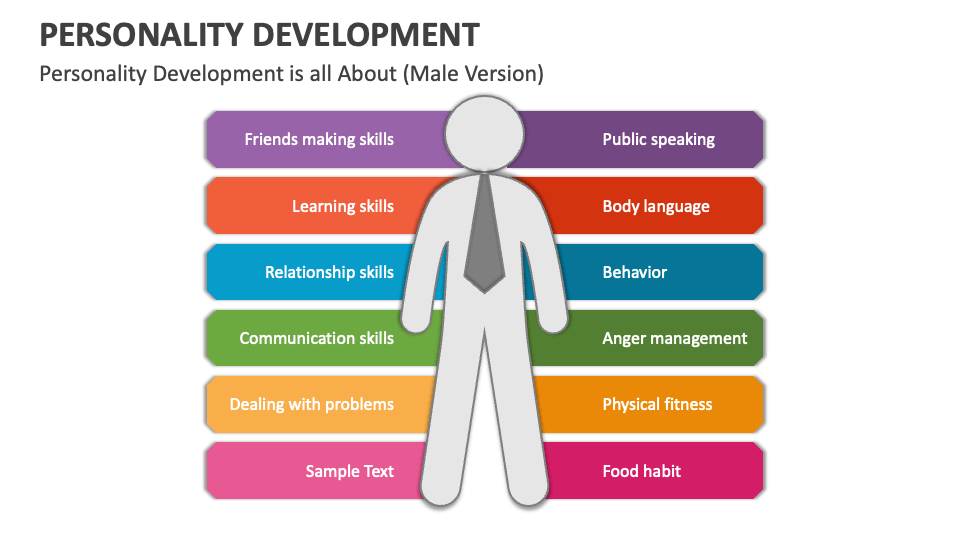 PERSONALITY DEVELOPMENT
Personality Development is all About (Male Version)
Friends making skills
Public speaking
Learning skills
Body language
Relationship skills
Behavior
Communication skills
Anger management
Dealing with problems
Physical fitness
Sample Text
Food habit